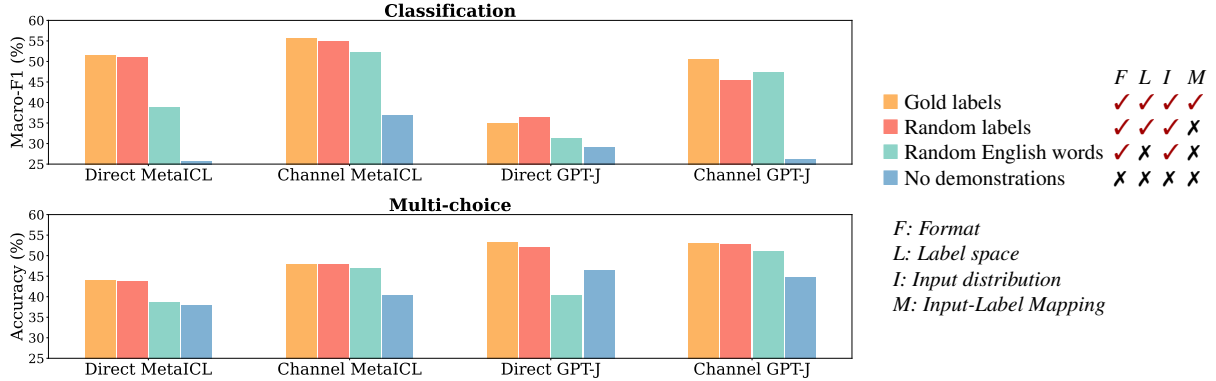 Classification
Macro-F1 (%)
60
55
50
45
40
35
30
25
Direct MetaICL Channel MetaICL Direct GPT-J Channel GPT-J
Multi-choice
Accuracy (%)
60
55
50
45
40
35
30
25
Direct MetaICL Channel MetaICL Direct GPT-J Channel GPT-J
F L I M
Gold labels ✓ ✓ ✓ ✓
Random labels ✓ ✓ ✓ ✗
Random English words ✓ ✗ ✓ ✗
No demonstrations ✗ ✗ ✗ ✗
F: Format
L: Label space
I: Input distribution
M: Input-Label Mapping